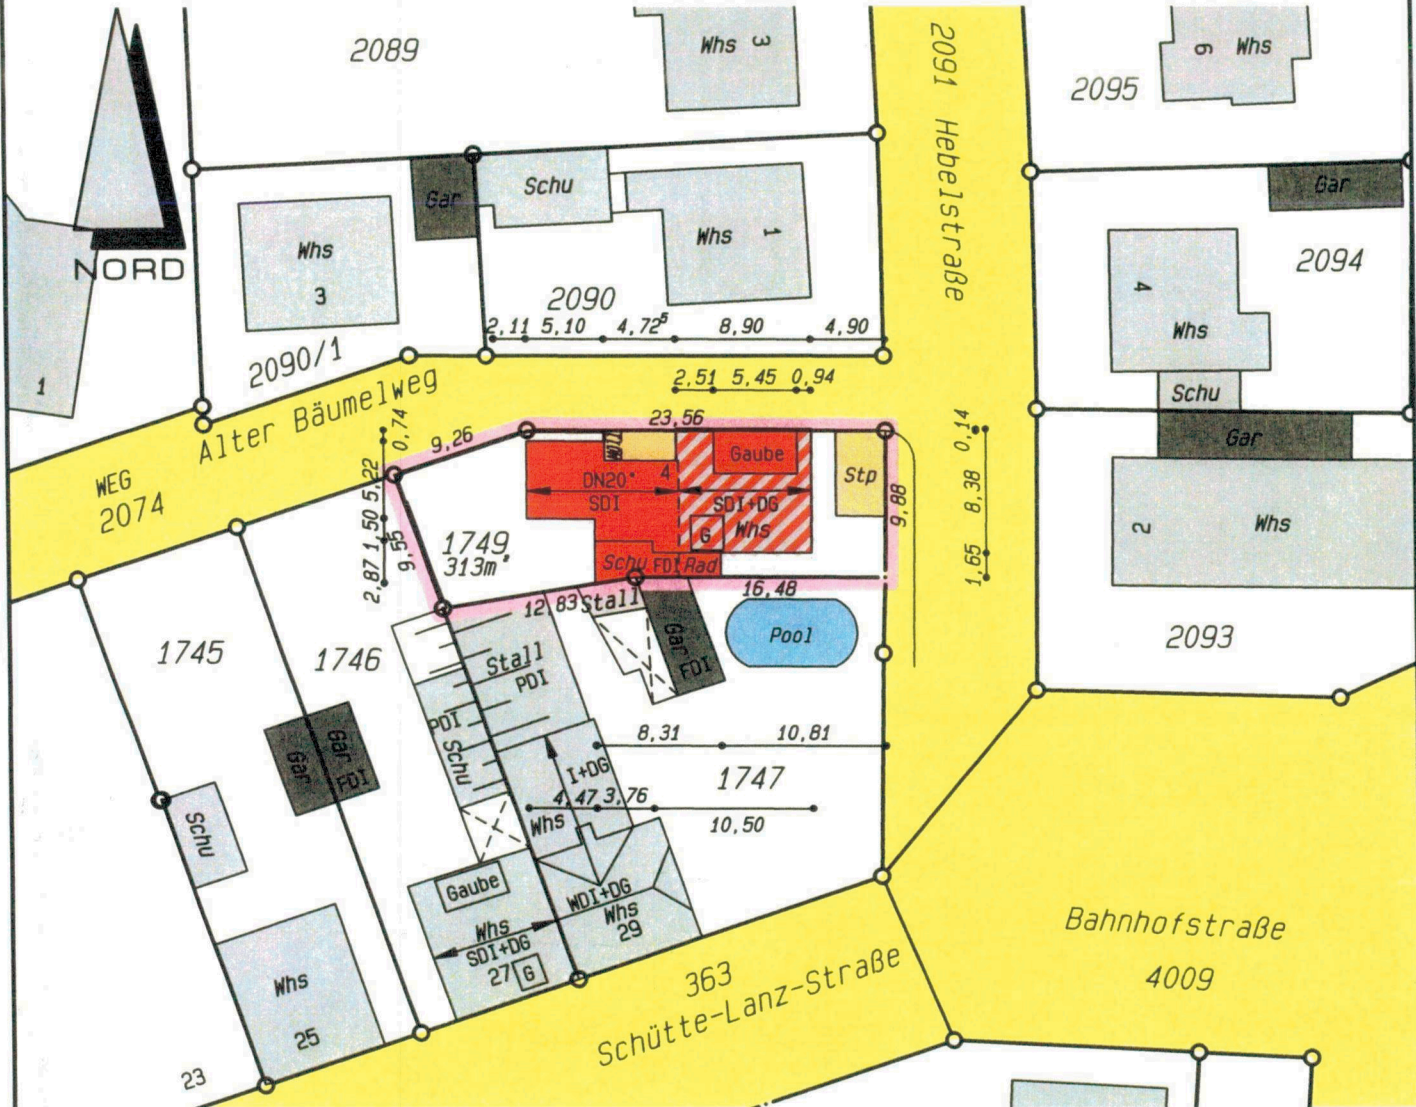 NORD
2089
Whs 3
2091 Hebelstraße
2095
6 Whs
Gar
Schu
Whs 1
Whs
3
2090
2090/1
2,11 5,10 4,72⁵ 8,90 4,90
1
Gar
2094
4
Whs
Schu
Gar
2
Whs
2093
Alter Bäumelweg
WEG
2074
2,51 5,45 0,94
23,56
9,26
0,74
5,22
1,50
2,87
9,55
0,14
8,38
1,65
9,88
4
Gaube
Stp
DN20°
SDI
SDI+DG
Whs
G
1749
313m²
Schu FDI Rad
16,48
12,83
Stall
Gar
FDI
Pool
1745
1746
Stall
PDI
PDI
Schu
Gar
Gar
FDI
Schu
8,31 10,81
1747
I+DG
4,47 3,76
10,50
Whs
Gaube
Whs
SDI+DG
27 G
WDI+DG
Whs
29
Whs
25
23
363
Schütte-Lanz-Straße
Bahnhofstraße
4009